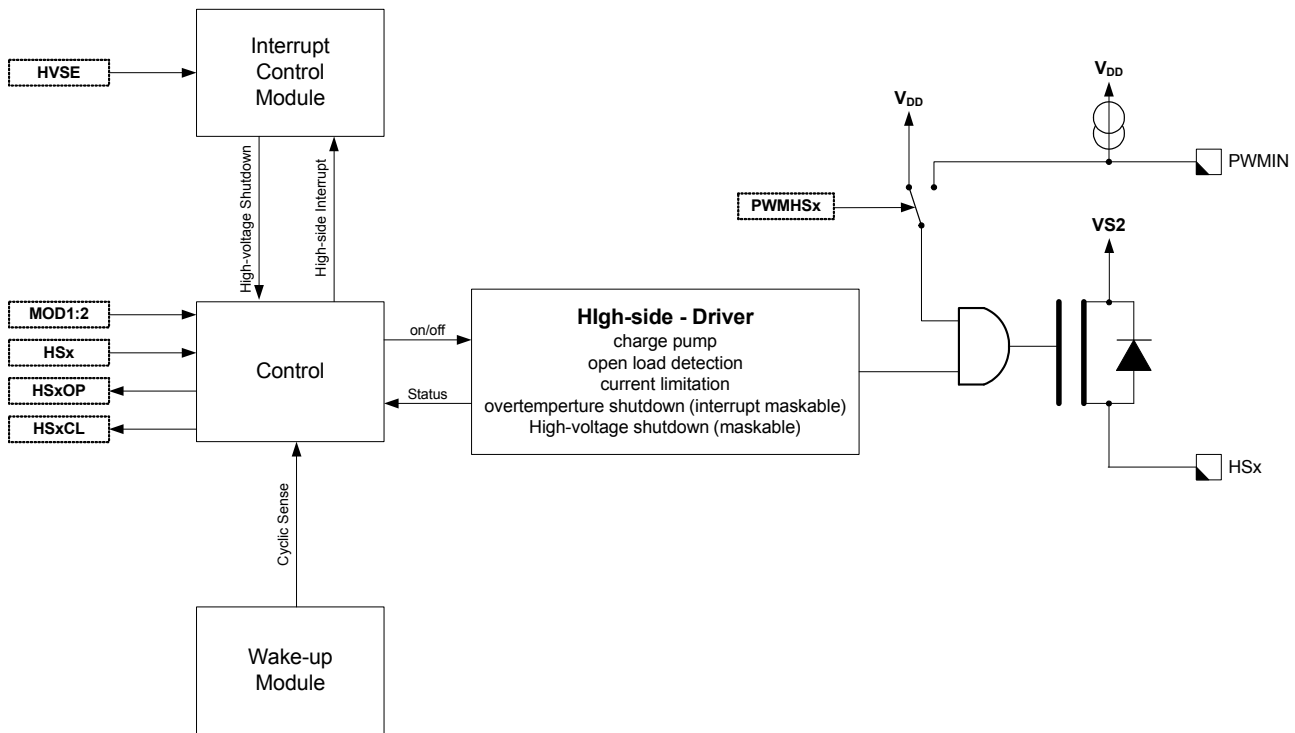 Interrupt
Control
Module
HVSE
High-voltage Shutdown
High-side Interrupt
VDD
VDD
PWMIN
PWMHSx
VS2
MOD1:2
HSx
HSxOP
HSxCL
Control
on/off
Status
HIgh-side - Driver
charge pump
open load detection
current limitation
overtemperture shutdown (interrupt maskable)
High-voltage shutdown (maskable)
HSx
Cyclic Sense
Wake-up
Module